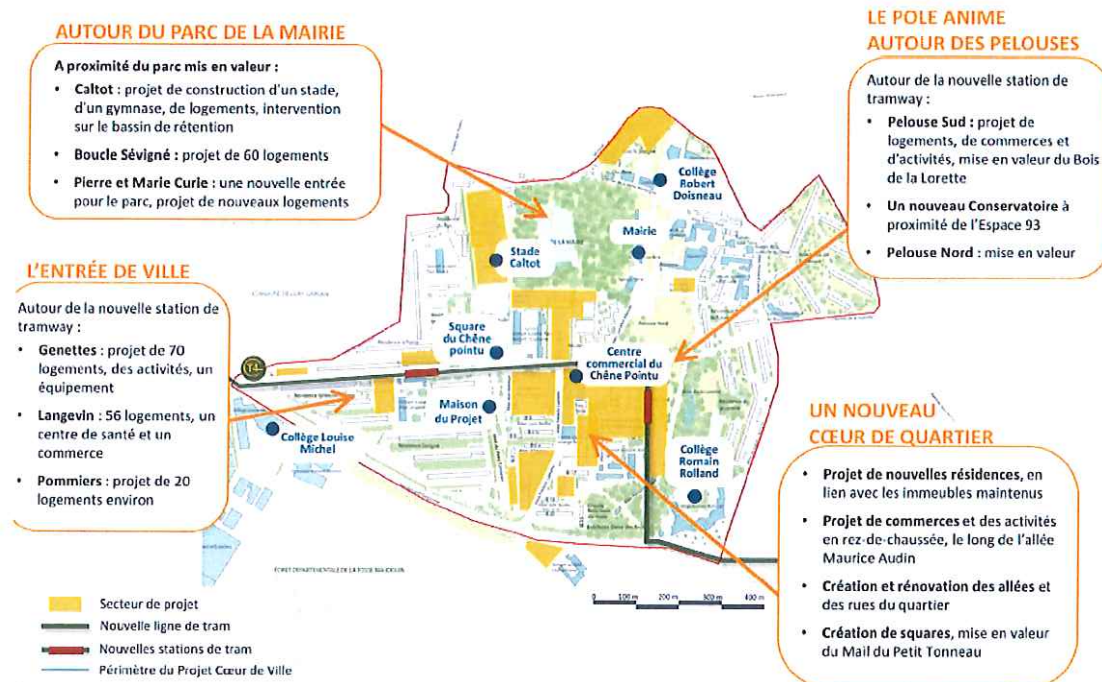 AUTOUR DU PARC DE LA MAIRIE
A proximité du parc mis en valeur :
• Caltot : projet de construction d'un stade,
d'un gymnase, de logements, intervention
sur le bassin de rétention
• Boucle Sévigné : projet de 60 logements
• Pierre et Marie Curie : une nouvelle entrée
pour le parc, projet de nouveaux logements
LE POLE ANIME
AUTOUR DES PELOUSES
Autour de la nouvelle station de
tramway :
• Pelouse Sud : projet de
logements, de commerces et
d'activités, mise en valeur du Bois
de la Lorette
• Un nouveau Conservatoire à
proximité de l'Espace 93
• Pelouse Nord : mise en valeur
L'ENTRÉE DE VILLE
Autour de la nouvelle station de
tramway :
• Genettes : projet de 70
logements, des activités, un
équipement
• Langevin : 56 logements, un
centre de santé et un
commerce
• Pommiers : projet de 20
logements environ
Collège
Robert
Doisneau
Mairie
Stade
Caltot
Square
du Chêne
pointu
Centre
commercial du
Chêne Pointu
T4
Maison
du Projet
Collège Louise
Michel
Collège
Romain
Rolland
Pelouse Nord
UN NOUVEAU
CŒUR DE QUARTIER
• Projet de nouvelles résidences, en
lien avec les immeubles maintenus
• Projet de commerces et des activités
en rez-de-chaussée, le long de l'allée
Maurice Audin
• Création et rénovation des allées et
des rues du quartier
• Création de squares, mise en valeur
du Mail du Petit Tonneau
0 100 m 200 m 300 m 400 m
Secteur de projet
Nouvelle ligne de tram
Nouvelles stations de tram
Périmètre du Projet Cœur de Ville